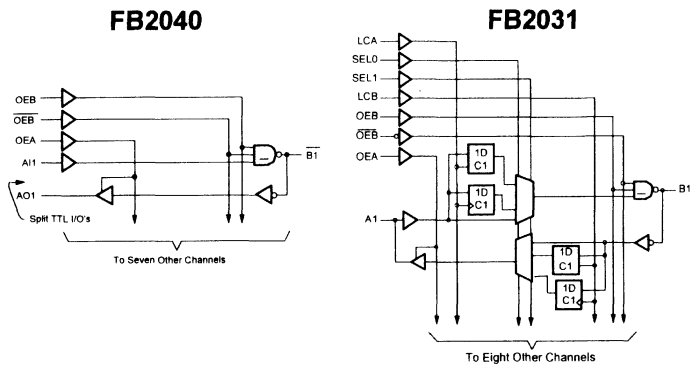 FB2040
OEB
OEB
OEA
AI1
AO1
B1
Split TTL I/O's
To Seven Other Channels
FB2031
LCA
SEL0
SEL1
LCB
OEB
OEB
OEA
1D
C1
1D
C1
A1
B1
1D
C1
1D
C1
To Eight Other Channels